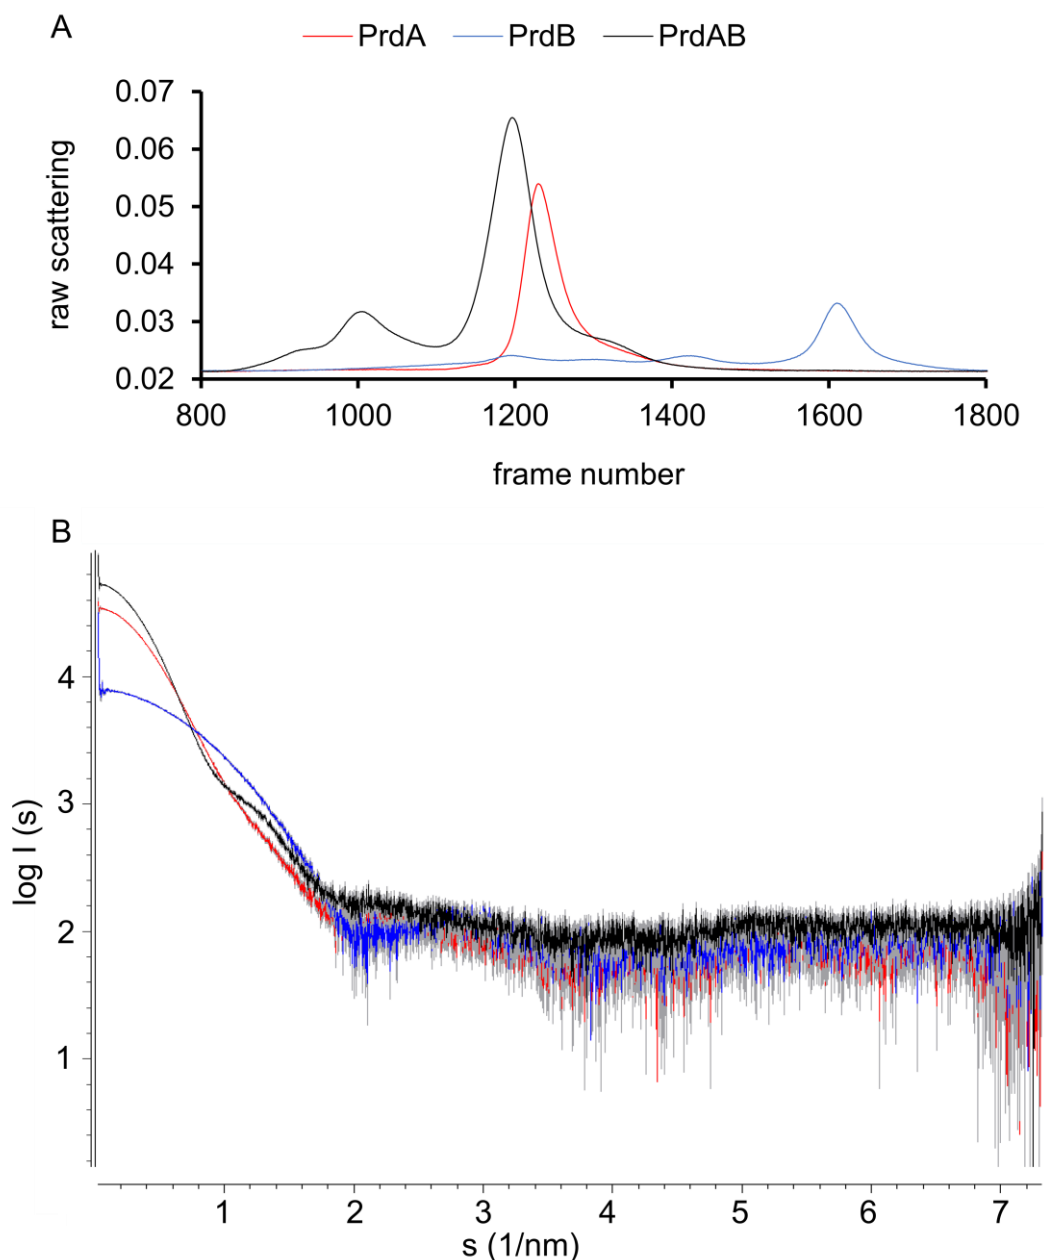 A
PrdA PrdB PrdAB
0.07
0.06
0.05
0.04
0.03
0.02
raw scattering
800 1000 1200 1400 1600 1800
frame number
B
4
3
2
1
log I (s)
1 2 3 4 5 6 7
s (1/nm)